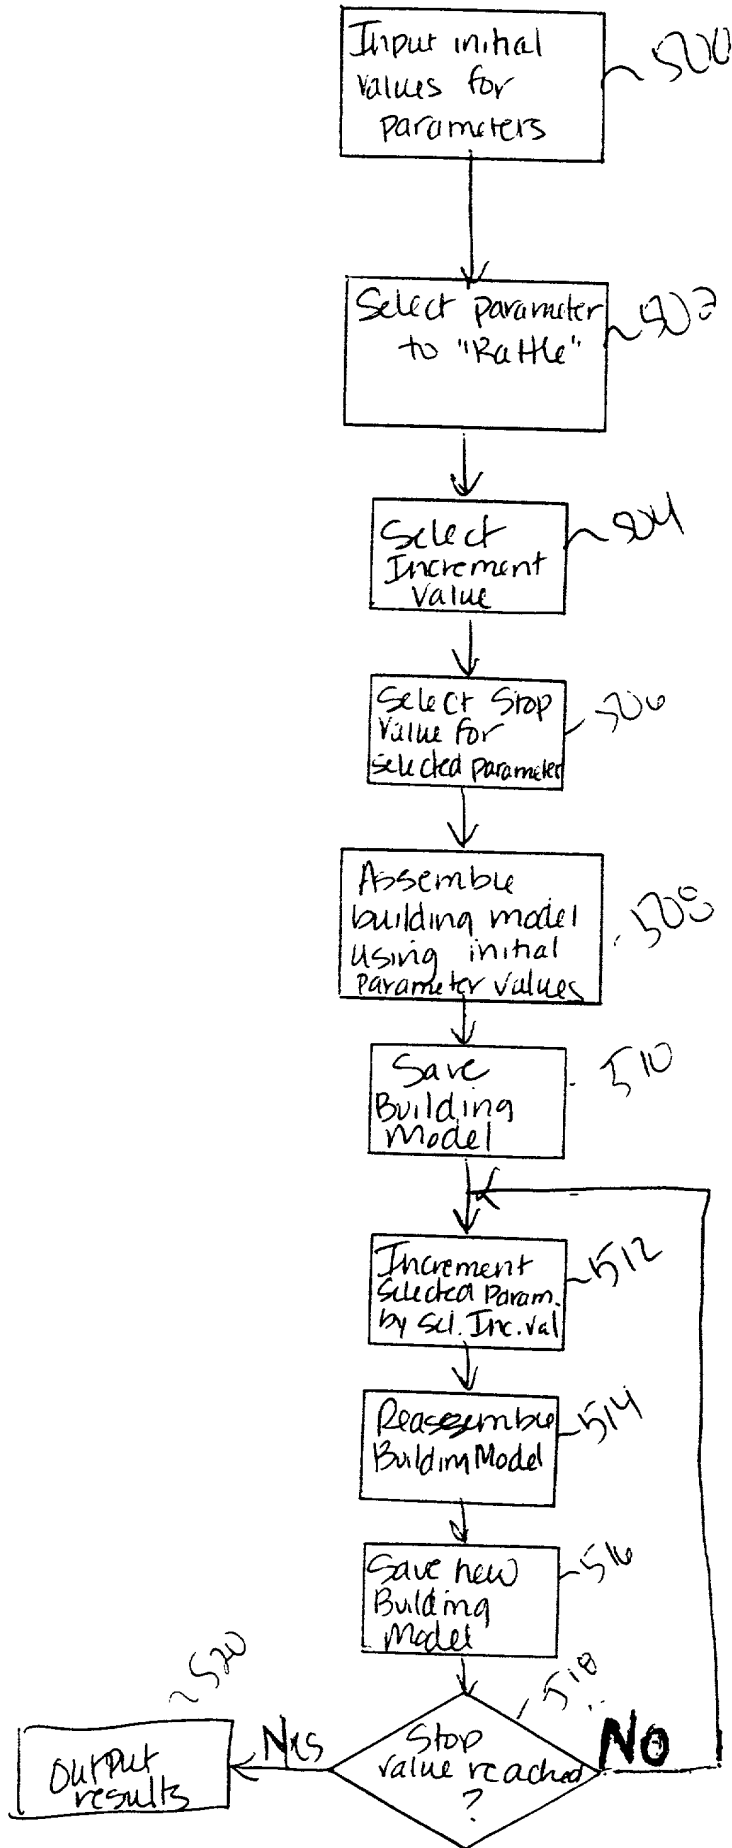 Input initial
values for
parameters
500
Select parameter
to "Rattle"
502
Select
Increment
Value
504
Select Stop
Value for
selected parameter
506
Assemble
building model
using initial
parameter values
508
Save
Building
Model
510
Increment
Selected Param.
by Sel. Inc. val
512
Reassemble
Building Model
514
Save new
Building
Model
516
518
Stop
value reached
?
NO
Yes
520
Output
results